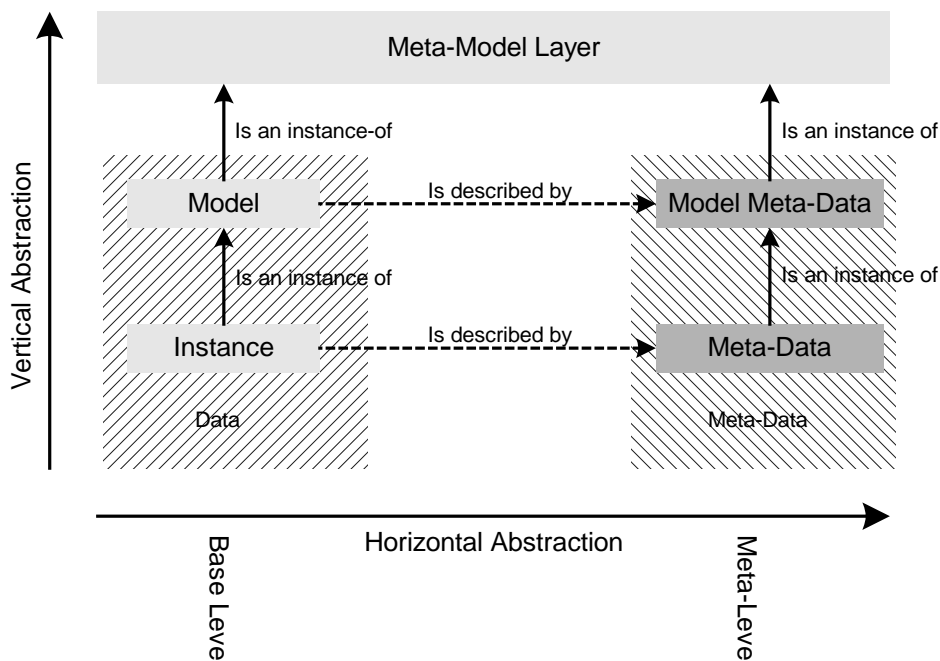 Meta-Model Layer
Is an instance-of
Is an instance of
Model
Is described by
Model Meta-Data
Is an instance of
Is an instance of
Instance
Is described by
Meta-Data
Data
Meta-Data
Vertical Abstraction
Horizontal Abstraction
Base Leve
Meta-Leve